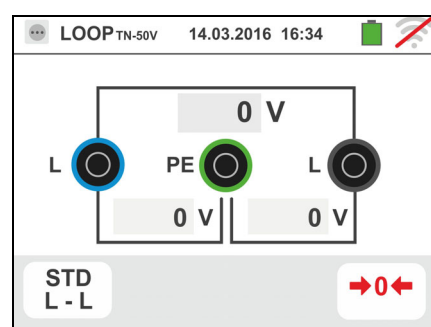 LOOP TN-50V 14.03.2016 16:34
0 V
L PE L
0 V 0 V
STD
L - L
0